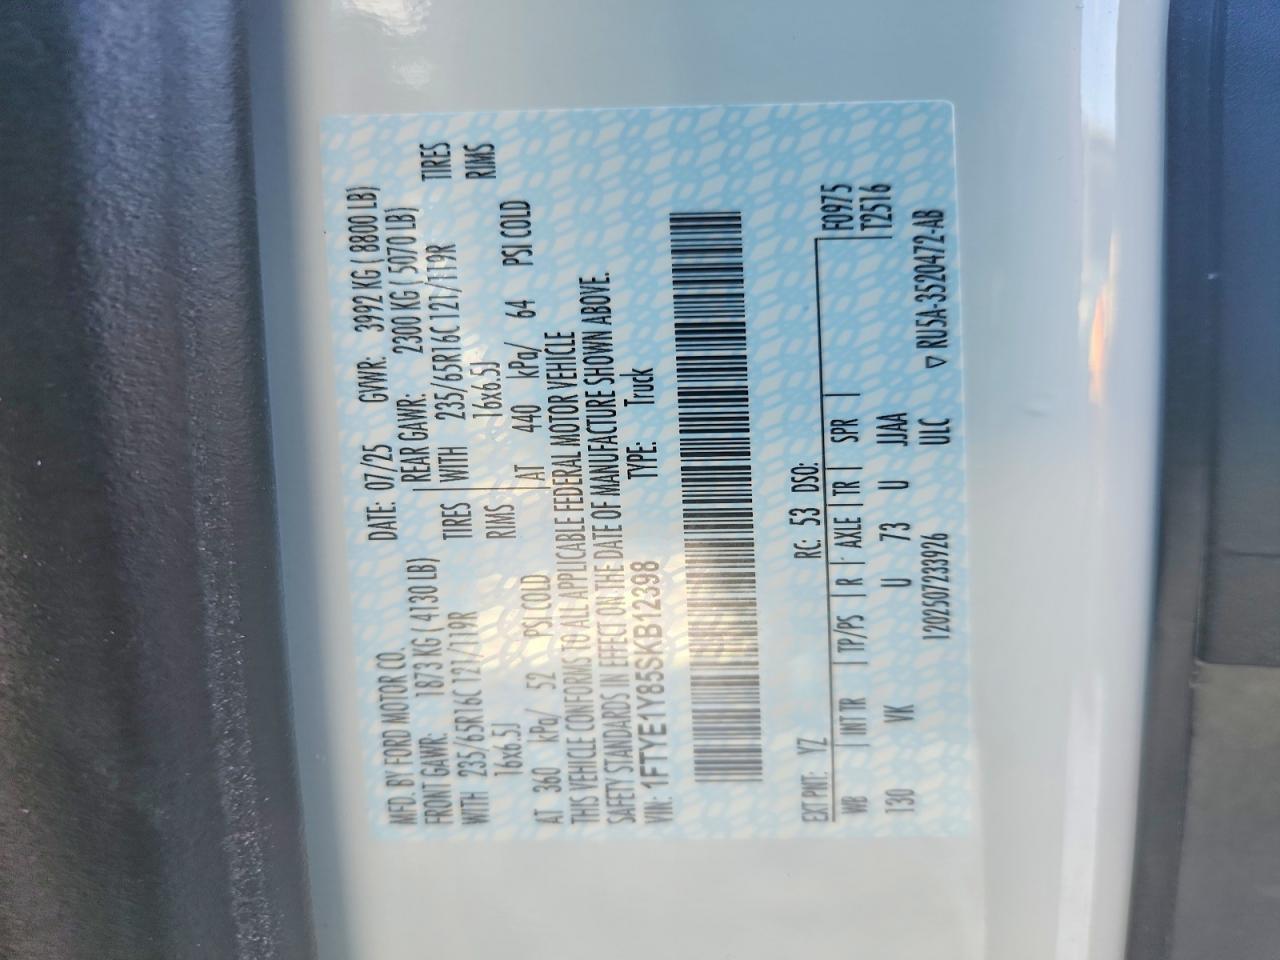 MFD. BY FORD MOTOR CO. DATE: 07/25 GVWR: 3992 KG ( 8800 LB)
FRONT GAWR: 1873 KG ( 4130 LB) REAR GAWR: 2300 KG ( 5070 LB)
WITH 235/65R16C 121/119R TIRES WITH 235/65R16C 121/119R TIRES
16x6.5J RIMS 16x6.5J RIMS
AT 360 kPa/ 52 PSI COLD AT 440 kPa/ 64 PSI COLD
THIS VEHICLE CONFORMS TO ALL APPLICABLE FEDERAL MOTOR VEHICLE
SAFETY STANDARDS IN EFFECT ON THE DATE OF MANUFACTURE SHOWN ABOVE.
VIN: 1FTYE1Y85SKB12398 TYPE: Truck
EXT PNT: YZ RC: 53 DSO: F0975
WB INT TR TP/PS R AXLE TR SPR T2516
130 VK U 73 U JJAA
120250723392​6 ULC ▽ RU5A-3520472-AB